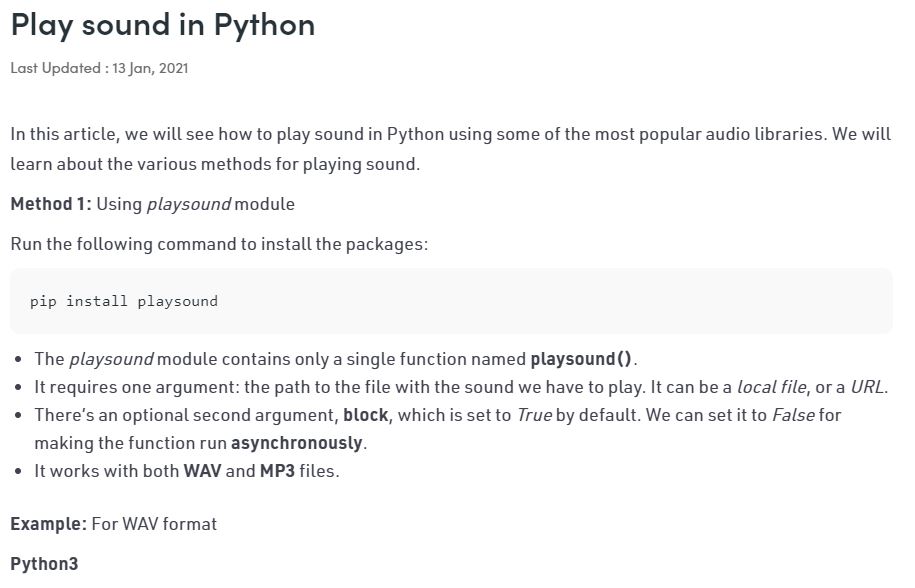 Play sound in Python
Last Updated : 13 Jan, 2021
In this article, we will see how to play sound in Python using some of the most popular audio libraries. We will
learn about the various methods for playing sound.
Method 1: Using playsound module
Run the following command to install the packages:
pip install playsound
• The playsound module contains only a single function named playsound().
• It requires one argument: the path to the file with the sound we have to play. It can be a local file, or a URL.
• There’s an optional second argument, block, which is set to True by default. We can set it to False for
making the function run asynchronously.
• It works with both WAV and MP3 files.
Example: For WAV format
Python3